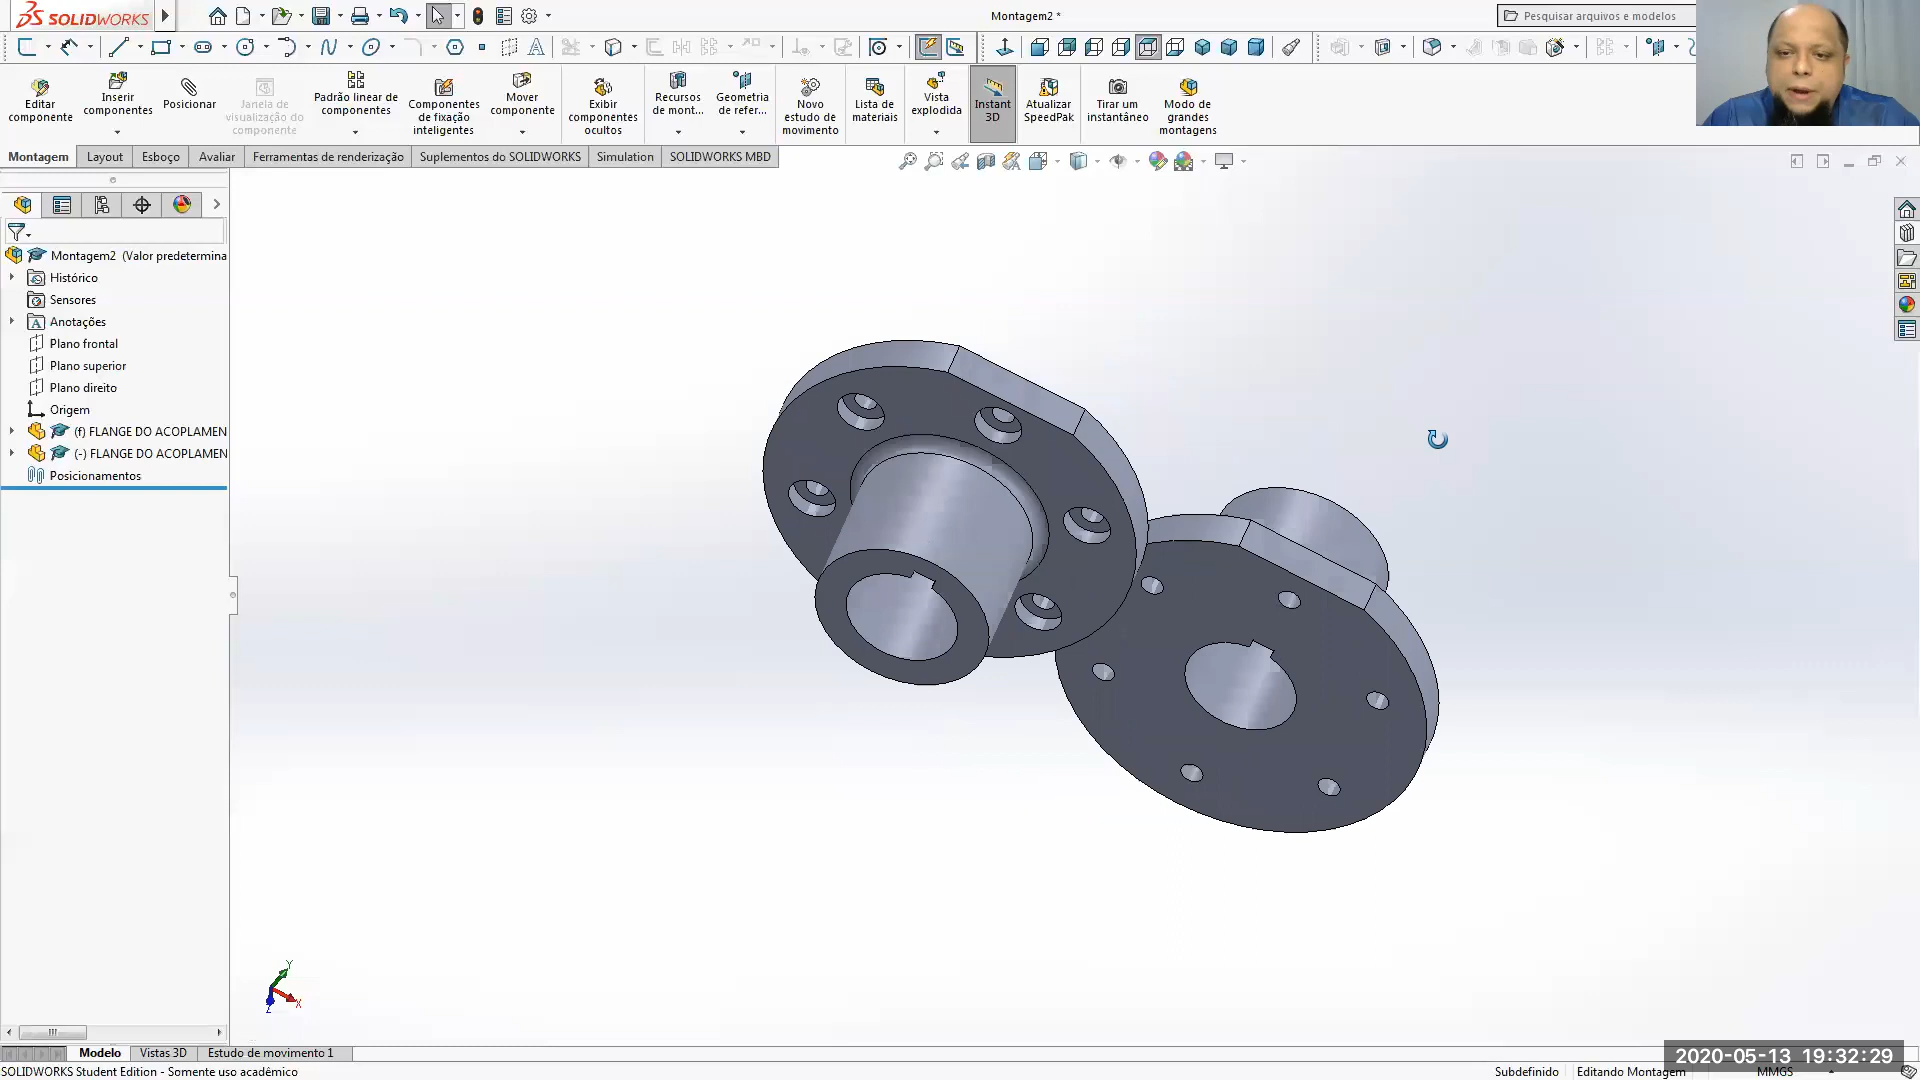 SOLIDWORKS
Montagem2 *
Pesquisar arquivos e modelos
Editar componente
Inserir componentes
Posicionar
Janela de visualização do componente
Padrão linear de componentes
Componentes de fixação inteligentes
Mover componente
Exibir componentes ocultos
Recursos de mont...
Geometria de refer...
Novo estudo de movimento
Lista de materiais
Vista explodida
Instant 3D
Atualizar SpeedPak
Tirar um instantâneo
Modo de grandes montagens
Montagem
Layout
Esboço
Avaliar
Ferramentas de renderização
Suplementos do SOLIDWORKS
Simulation
SOLIDWORKS MBD
Montagem2 (Valor predetermina
Histórico
Sensores
Anotações
Plano frontal
Plano superior
Plano direito
Origem
(f) FLANGE DO ACOPLAMEN
(-) FLANGE DO ACOPLAMEN
Posicionamentos
Y
X
Z
Modelo
Vistas 3D
Estudo de movimento 1
2020-05-13 19:32:29
SOLIDWORKS Student Edition - Somente uso acadêmico
Subdefinido
Editando Montagem
MMGS